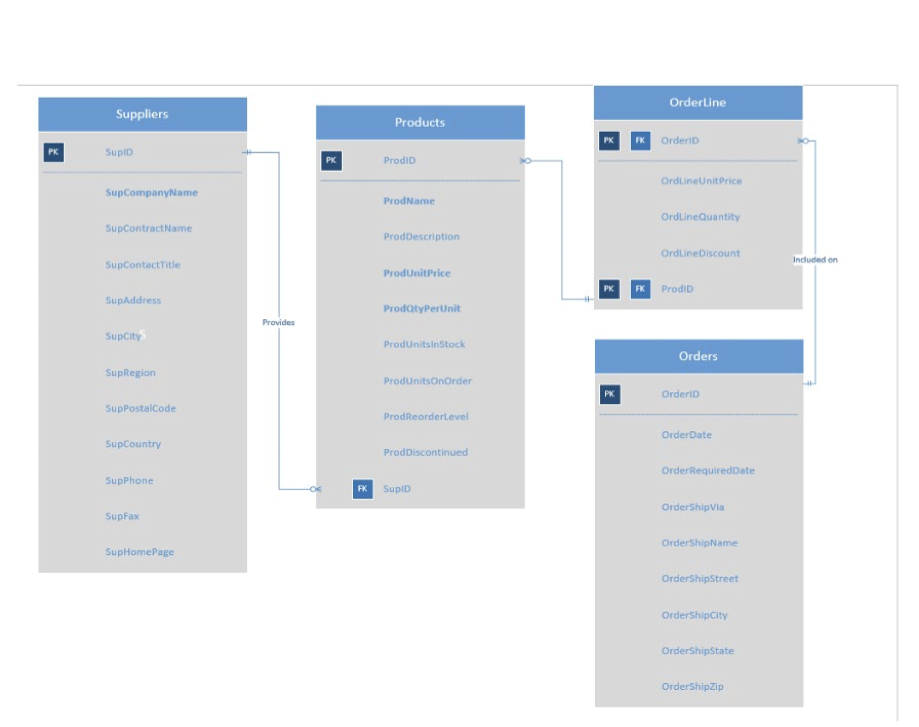 Suppliers
PK SupID
SupCompanyName
SupContractName
SupContactTitle
SupAddress
SupCityS
SupRegion
SupPostalCode
SupCountry
SupPhone
SupFax
SupHomePage
Provides
Products
PK ProdID
ProdName
ProdDescription
ProdUnitPrice
ProdQtyPerUnit
ProdUnitsInStock
ProdUnitsOnOrder
ProdReorderLevel
ProdDiscontinued
FK SupID
OrderLine
PK FK OrderID
OrdLineUnitPrice
OrdLineQuantity
OrdLineDiscount
PK FK ProdID
Included on
Orders
PK OrderID
OrderDate
OrderRequiredDate
OrderShipVia
OrderShipName
OrderShipStreet
OrderShipCity
OrderShipState
OrderShipZip